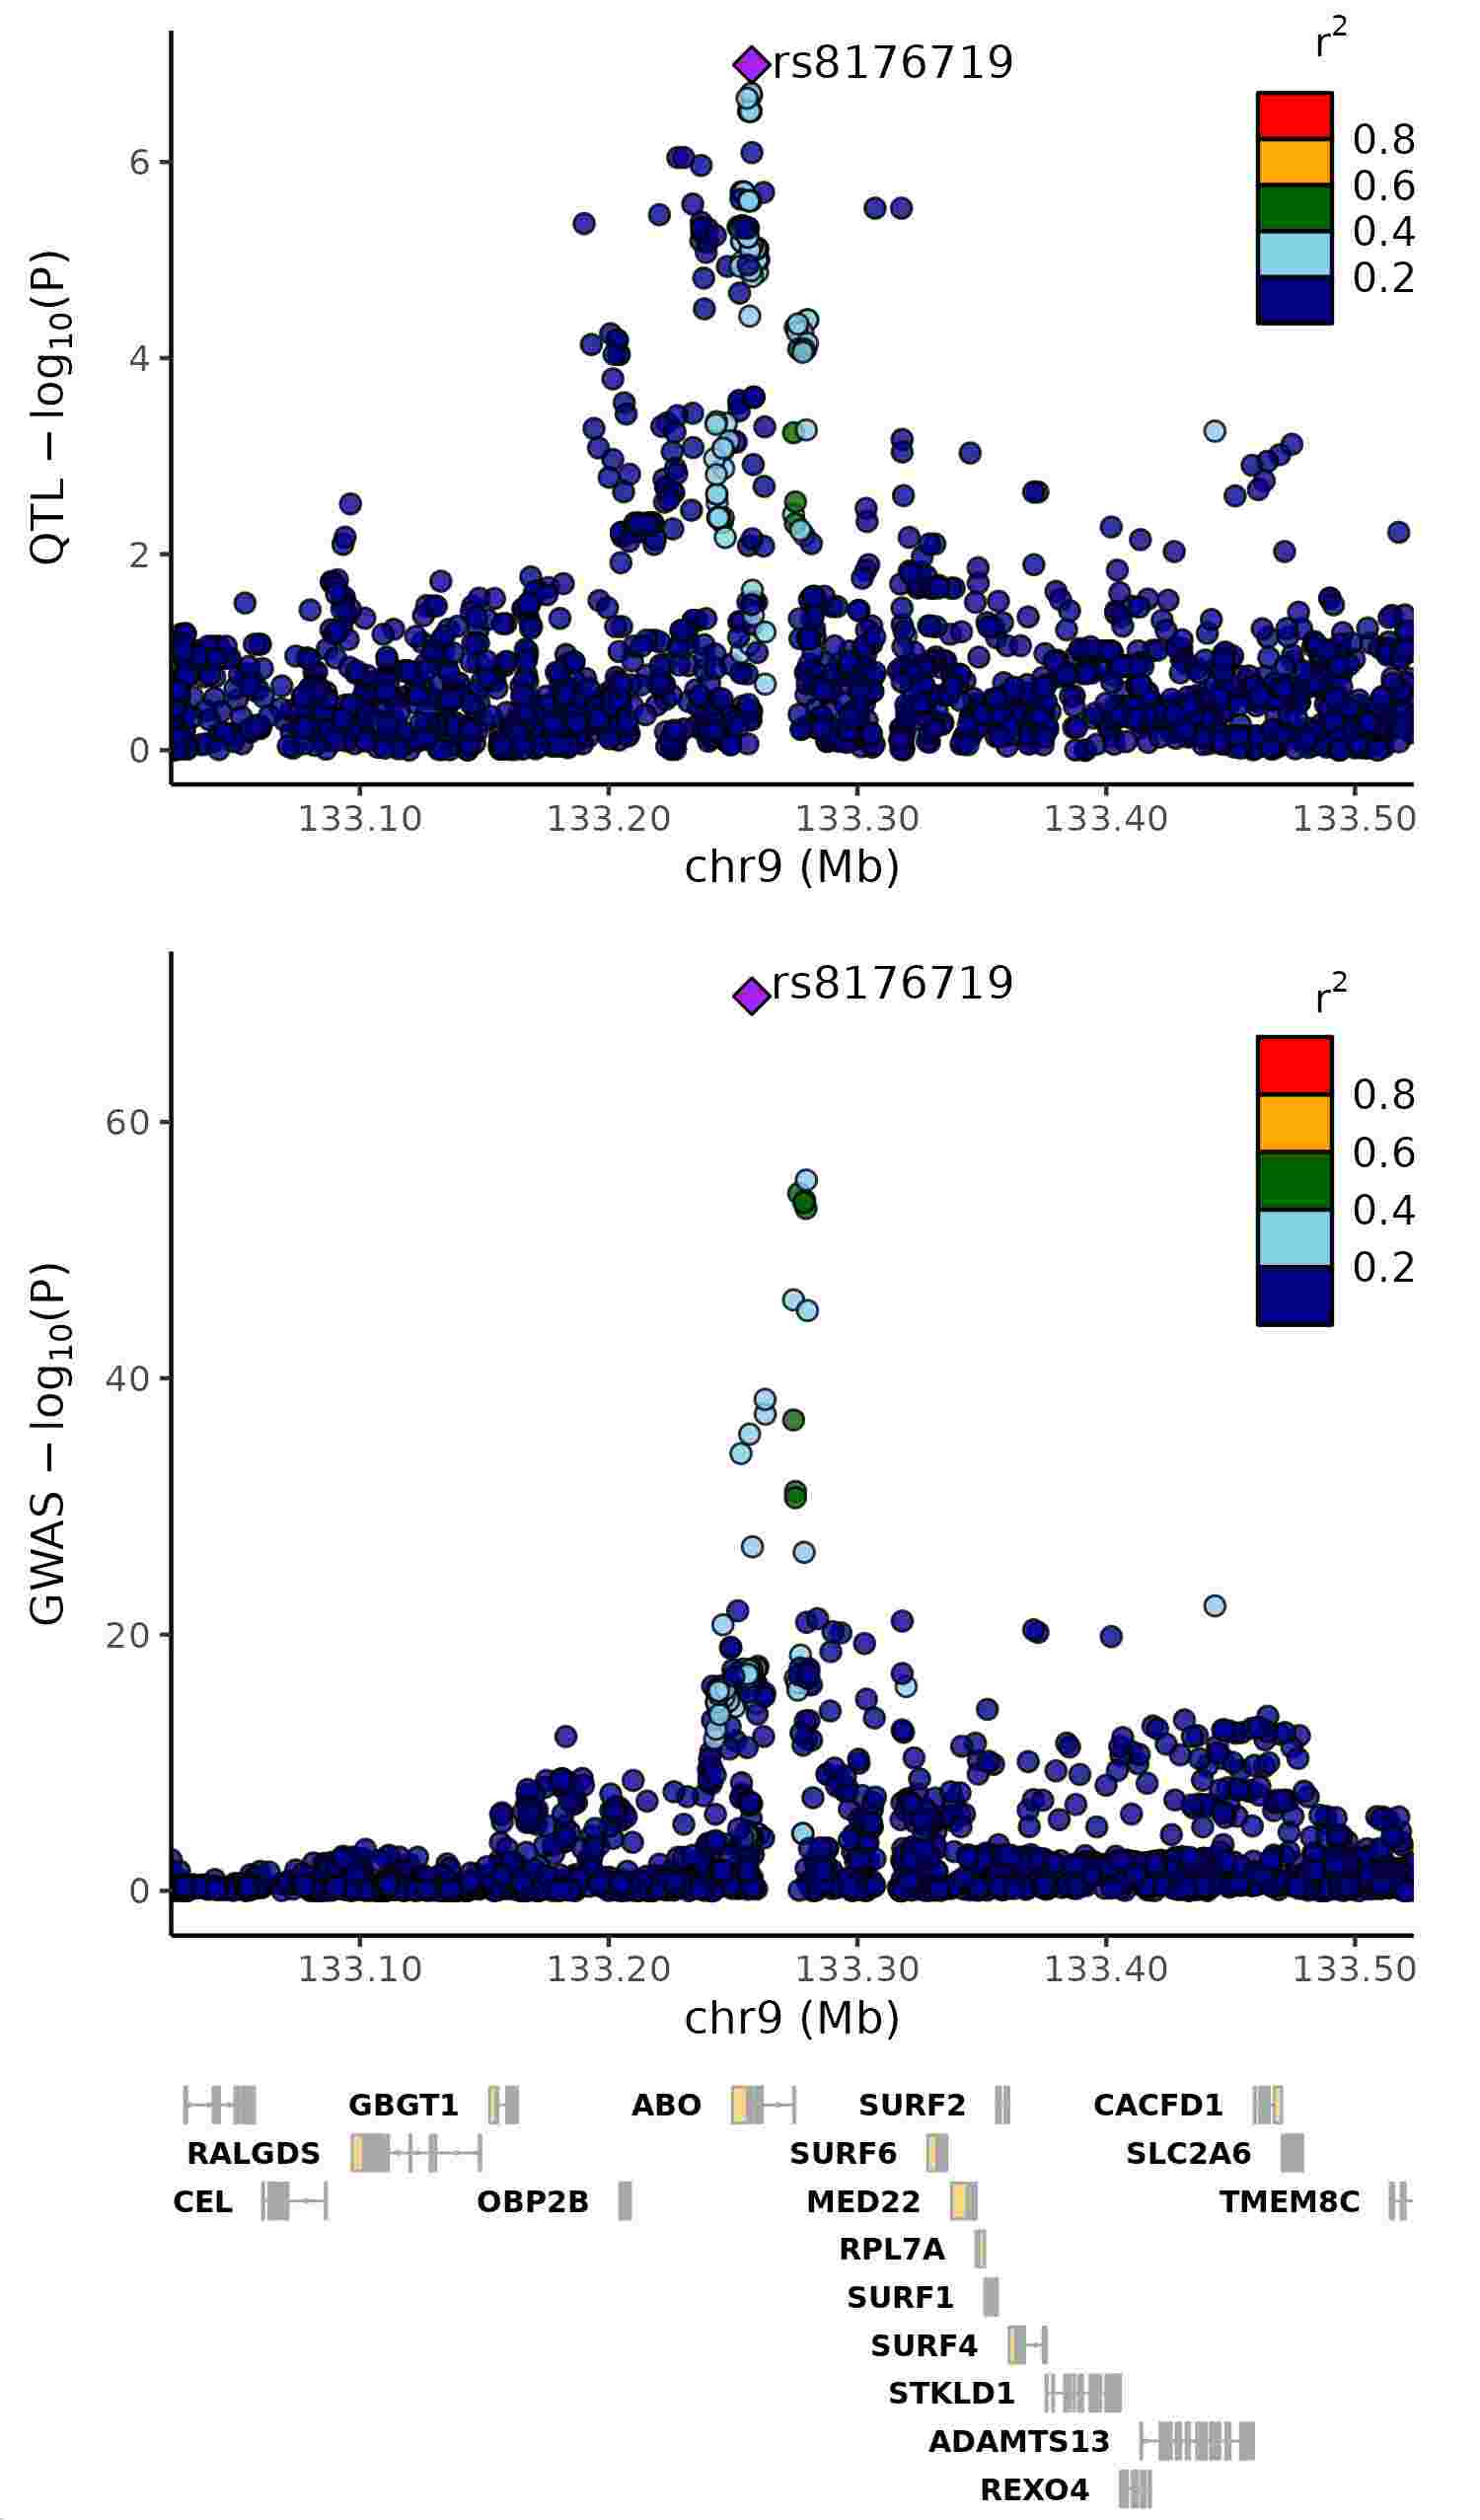 rs8176719
r2
0.8
0.6
0.4
0.2
6
4
2
0
QTL −log10(P)
133.10 133.20 133.30 133.40 133.50
chr9 (Mb)
rs8176719
r2
0.8
0.6
0.4
0.2
60
40
20
0
GWAS −log10(P)
133.10 133.20 133.30 133.40 133.50
chr9 (Mb)
GBGT1 ABO SURF2 CACFD1
RALGDS SURF6 SLC2A6
CEL OBP2B MED22 TMEM8C
RPL7A
SURF1
SURF4
STKLD1
ADAMTS13
REXO4